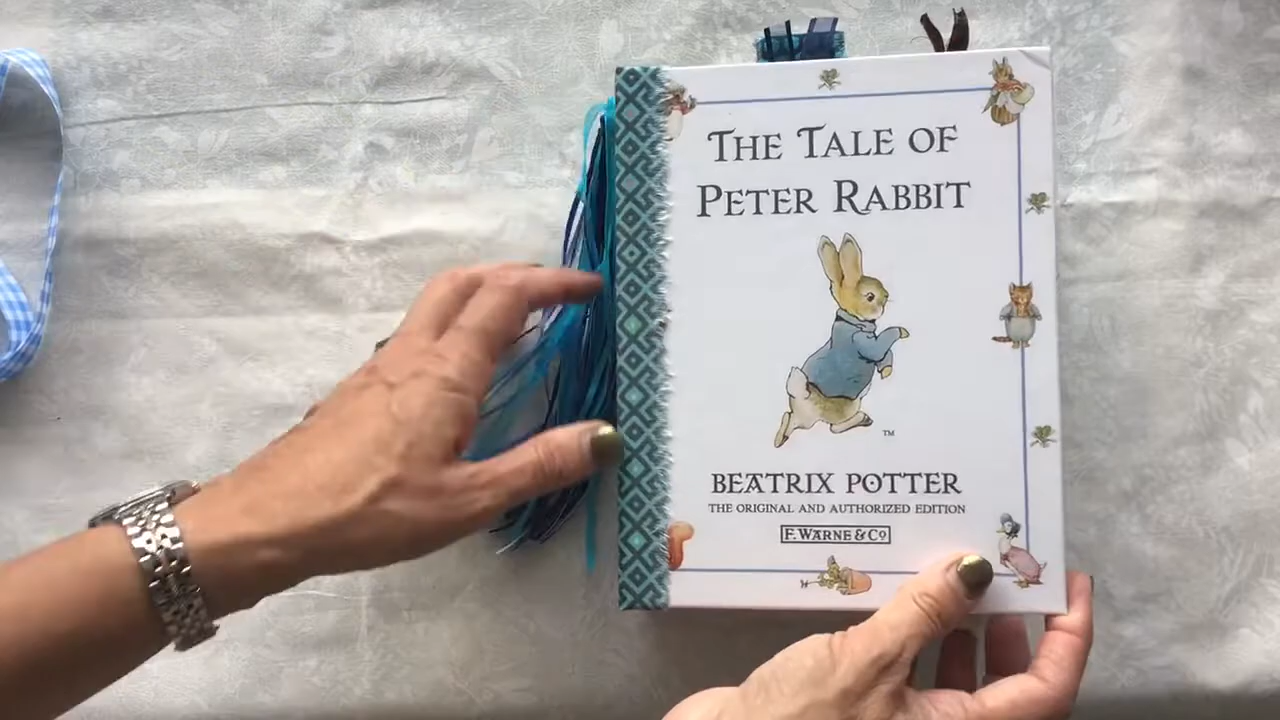 THE TALE OF
PETER RABBIT
TM
BEATRIX POTTER
THE ORIGINAL AND AUTHORIZED EDITION
F. WARNE & Co